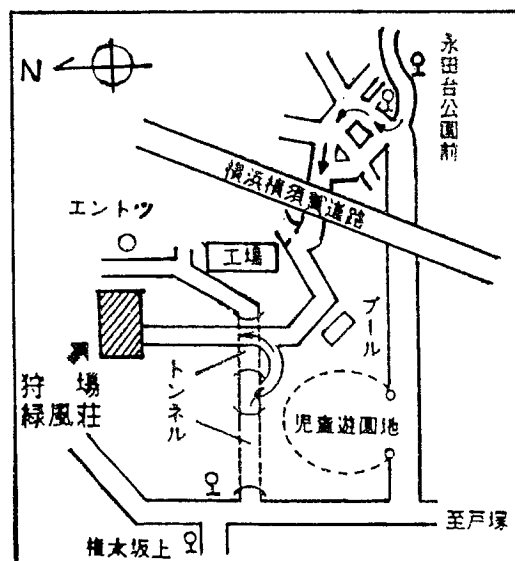 永田台公園前
N
横浜横須賀道路
エントツ
工場
プール
トンネル
狩場
緑風荘
児童遊園地
至戸塚
権太坂上